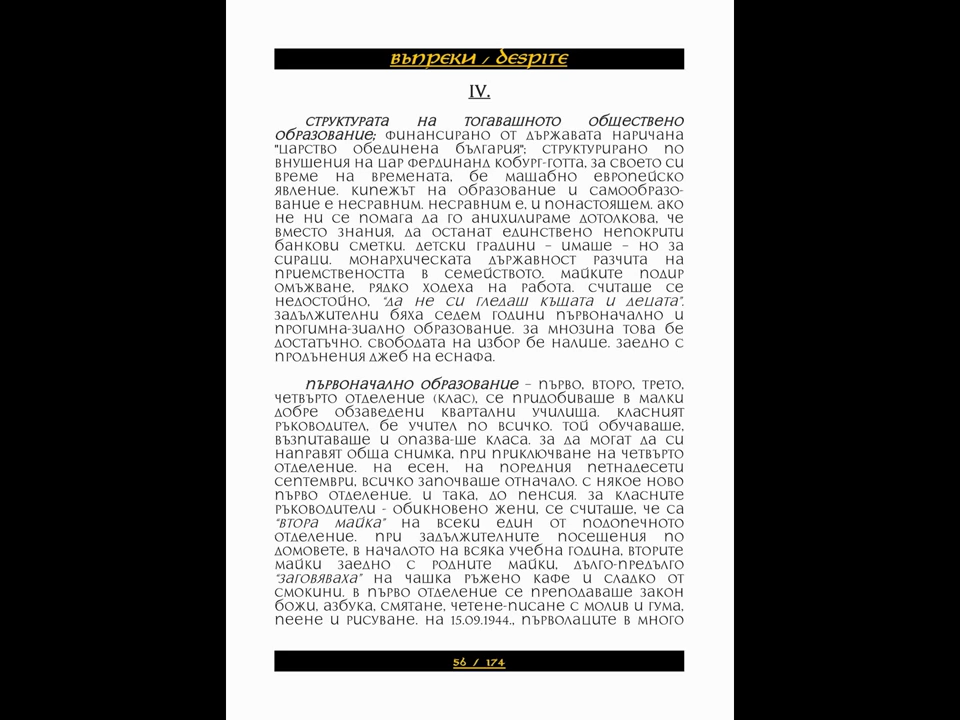 ВЪПРЕКИ / DESPITE
IV.
СТРУКТУРАТА НА ТОГАВАШНОТО ОБЩЕСТВЕНО
ОБРАЗОВАНИЕ; ФИНАНСИРАНО ОТ ДЪРЖАВАТА НАРИЧАНА
"ЦАРСТВО ОБЕДИНЕНА БЪЛГАРИЯ"; СТРУКТУРИРАНО ПО
ВНУШЕНИЯ НА ЦАР ФЕРДИНАНД КОБУРГ-ГОТТА, ЗА СВОЕТО СИ
ВРЕМЕ НА ВРЕМЕНАТА, БЕ МАЩАБНО ЕВРОПЕЙСКО
ЯВЛЕНИЕ. КИПЕЖЪТ НА ОБРАЗОВАНИЕ И САМООБРАЗО-
ВАНИЕ Е НЕСРАВНИМ. НЕСРАВНИМ Е, И ПОНАСТОЯЩЕМ. АКО
НЕ НИ СЕ ПОМАГА ДА ГО АНИХИЛИРАМЕ ДОТОЛКОВА, ЧЕ
ВМЕСТО ЗНАНИЯ, ДА ОСТАНАТ ЕДИНСТВЕНО НЕПОКРИТИ
БАНКОВИ СМЕТКИ. ДЕТСКИ ГРАДИНИ – ИМАШЕ – НО ЗА
СИРАЦИ. МОНАРХИЧЕСКАТА ДЪРЖАВНОСТ РАЗЧИТА НА
ПРИЕМСТВЕНОСТТА В СЕМЕЙСТВОТО. МАЙКИТЕ ПОДИР
ОМЪЖВАНЕ, РЯДКО ХОДЕХА НА РАБОТА. СЧИТАШЕ СЕ
НЕДОСТОЙНО, "ДА НЕ СИ ГЛЕДАШ КЪЩАТА И ДЕЦАТА".
ЗАДЪЛЖИТЕЛНИ БЯХА СЕДЕМ ГОДИНИ ПЪРВОНАЧАЛНО И
ПРОГИМНА-ЗИАЛНО ОБРАЗОВАНИЕ. ЗА МНОЗИНА ТОВА БЕ
ДОСТАТЪЧНО. СВОБОДАТА НА ИЗБОР БЕ НАЛИЦЕ. ЗАЕДНО С
ПРОДЪНЕНИЯ ДЖЕБ НА ЕСНАФА.
ПЪРВОНАЧАЛНО ОБРАЗОВАНИЕ – ПЪРВО, ВТОРО, ТРЕТО,
ЧЕТВЪРТО ОТДЕЛЕНИЕ (КЛАС), СЕ ПРИДОБИВАШЕ В МАЛКИ
ДОБРЕ ОБЗАВЕДЕНИ КВАРТАЛНИ УЧИЛИЩА. КЛАСНИЯТ
РЪКОВОДИТЕЛ, БЕ УЧИТЕЛ ПО ВСИЧКО. ТОЙ ОБУЧАВАШЕ,
ВЪЗПИТАВАШЕ И ОПАЗВА-ШЕ КЛАСА. ЗА ДА МОГАТ ДА СИ
НАПРАВЯТ ОБЩА СНИМКА, ПРИ ПРИКЛЮЧВАНЕ НА ЧЕТВЪРТО
ОТДЕЛЕНИЕ. НА ЕСЕН, НА ПОРЕДНИЯ ПЕТНАДЕСЕТИ
СЕПТЕМВРИ, ВСИЧКО ЗАПОЧВАШЕ ОТНАЧАЛО. С НЯКОЕ НОВО
ПЪРВО ОТДЕЛЕНИЕ. И ТАКА, ДО ПЕНСИЯ. ЗА КЛАСНИТЕ
РЪКОВОДИТЕЛИ - ОБИКНОВЕНО ЖЕНИ, СЕ СЧИТАШЕ, ЧЕ СА
"ВТОРА МАЙКА" НА ВСЕКИ ЕДИН ОТ ПОДОПЕЧНОТО
ОТДЕЛЕНИЕ. ПРИ ЗАДЪЛЖИТЕЛНИТЕ ПОСЕЩЕНИЯ ПО
ДОМОВЕТЕ, В НАЧАЛОТО НА ВСЯКА УЧЕБНА ГОДИНА, ВТОРИТЕ
МАЙКИ ЗАЕДНО С РОДНИТЕ МАЙКИ, ДЪЛГО-ПРЕДЪЛГО
"ЗАГОВЯВАХА" НА ЧАШКА РЪЖЕНО КАФЕ И СЛАДКО ОТ
СМОКИНИ. В ПЪРВО ОТДЕЛЕНИЕ СЕ ПРЕПОДАВАШЕ ЗАКОН
БОЖИ, АЗБУКА, СМЯТАНЕ, ЧЕТЕНЕ-ПИСАНЕ С МОЛИВ И ГУМА,
ПЕЕНЕ И РИСУВАНЕ. НА 15.09.1944., ПЪРВОЛАЦИТЕ В МНОГО
56 / 174